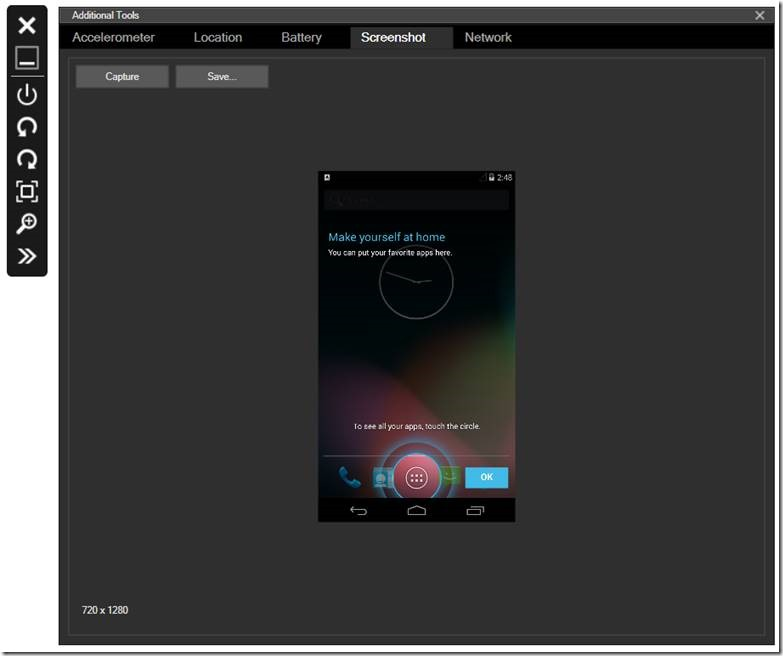 Additional Tools
Accelerometer Location Battery Screenshot Network
Capture Save...
2:48
Make yourself at home
You can put your favorite apps here.
To see all your apps, touch the circle.
OK
720 x 1280